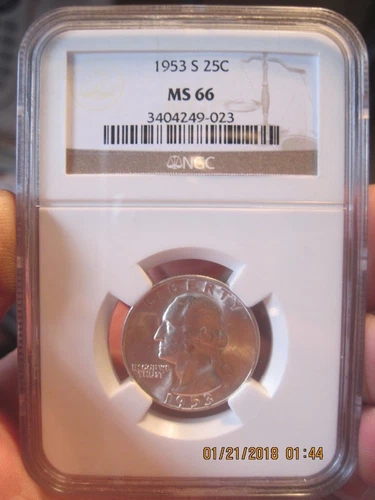 1953 S 25C
MS 66
3404249-023
NGC
LIBERTY
IN GOD WE
TRUST
1953
01/21/2018 01:44